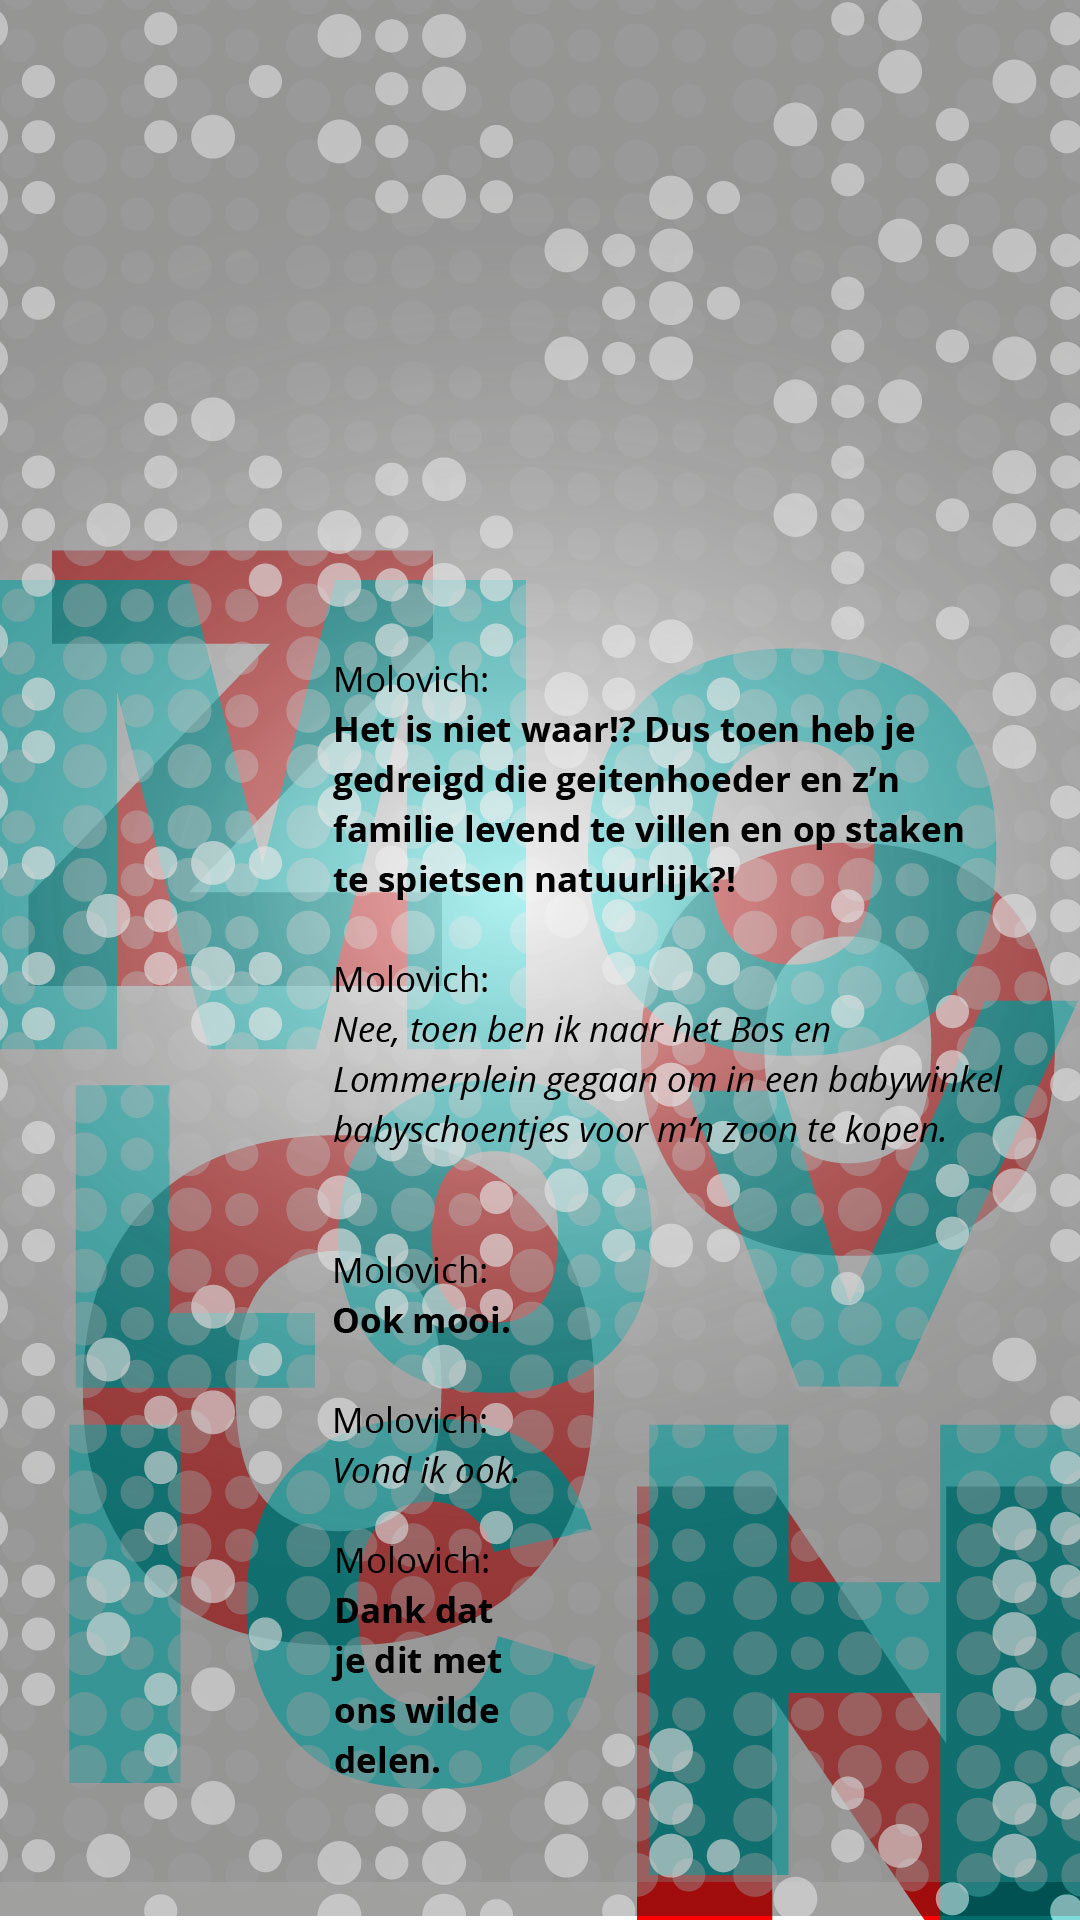 Molovich:
Het is niet waar!? Dus toen heb je
gedreigd die geitenhoeder en z’n
familie levend te villen en op staken
te spietsen natuurlijk?!
Molovich:
Nee, toen ben ik naar het Bos en
Lommerplein gegaan om in een babywinkel
babyschoentjes voor m’n zoon te kopen.
Molovich:
Ook mooi.
Molovich:
Vond ik ook.
Molovich:
Dank dat
je dit met
ons wilde
delen.
M O
L O V
I C H
Z O
O N